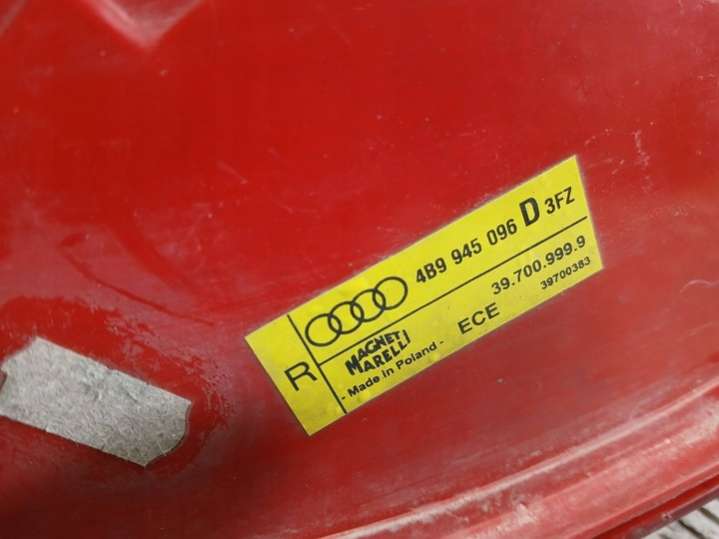 R
4B9 945 096 D 3FZ
39.700.999.9
MAGNETI
MARELLI
ECE
39700383
- Made in Poland -